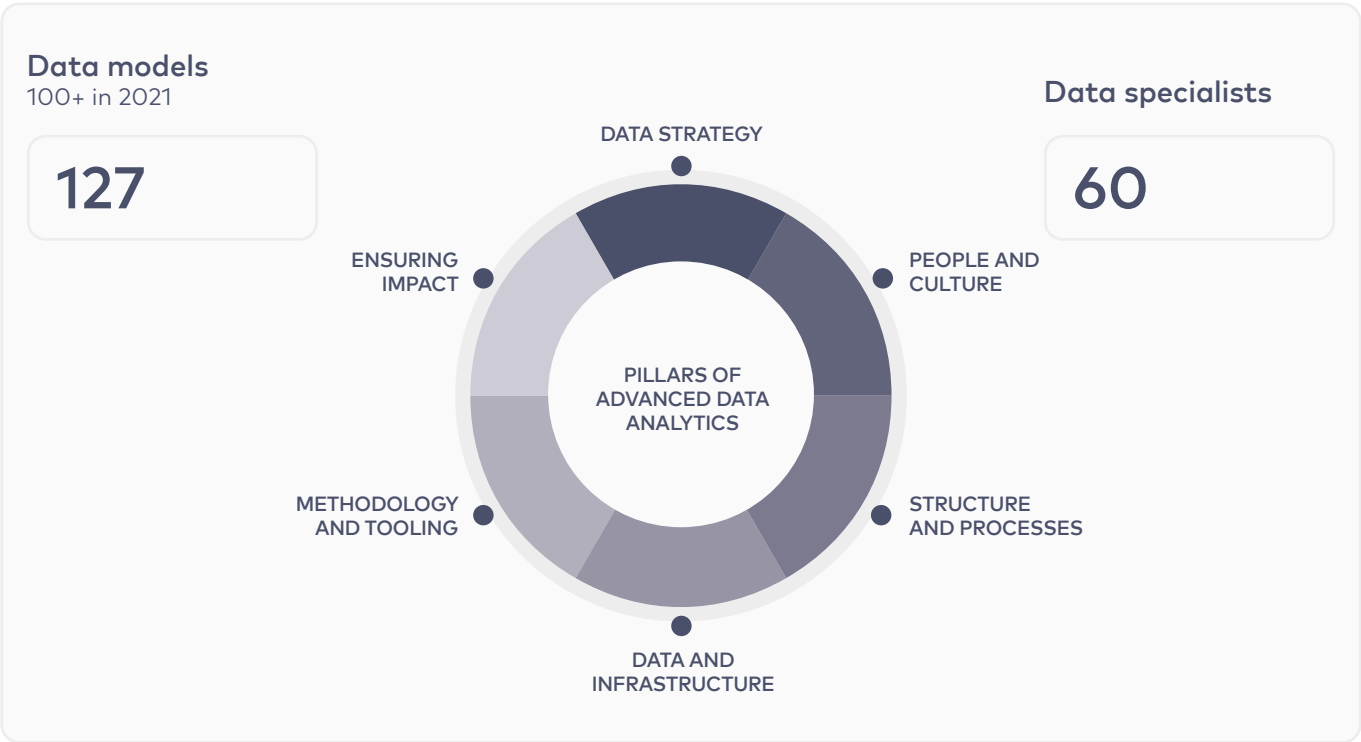 Data models
100+ in 2021
127
Data specialists
60
DATA STRATEGY
PEOPLE AND
CULTURE
STRUCTURE
AND PROCESSES
DATA AND
INFRASTRUCTURE
METHODOLOGY
AND TOOLING
ENSURING
IMPACT
PILLARS OF
ADVANCED DATA
ANALYTICS